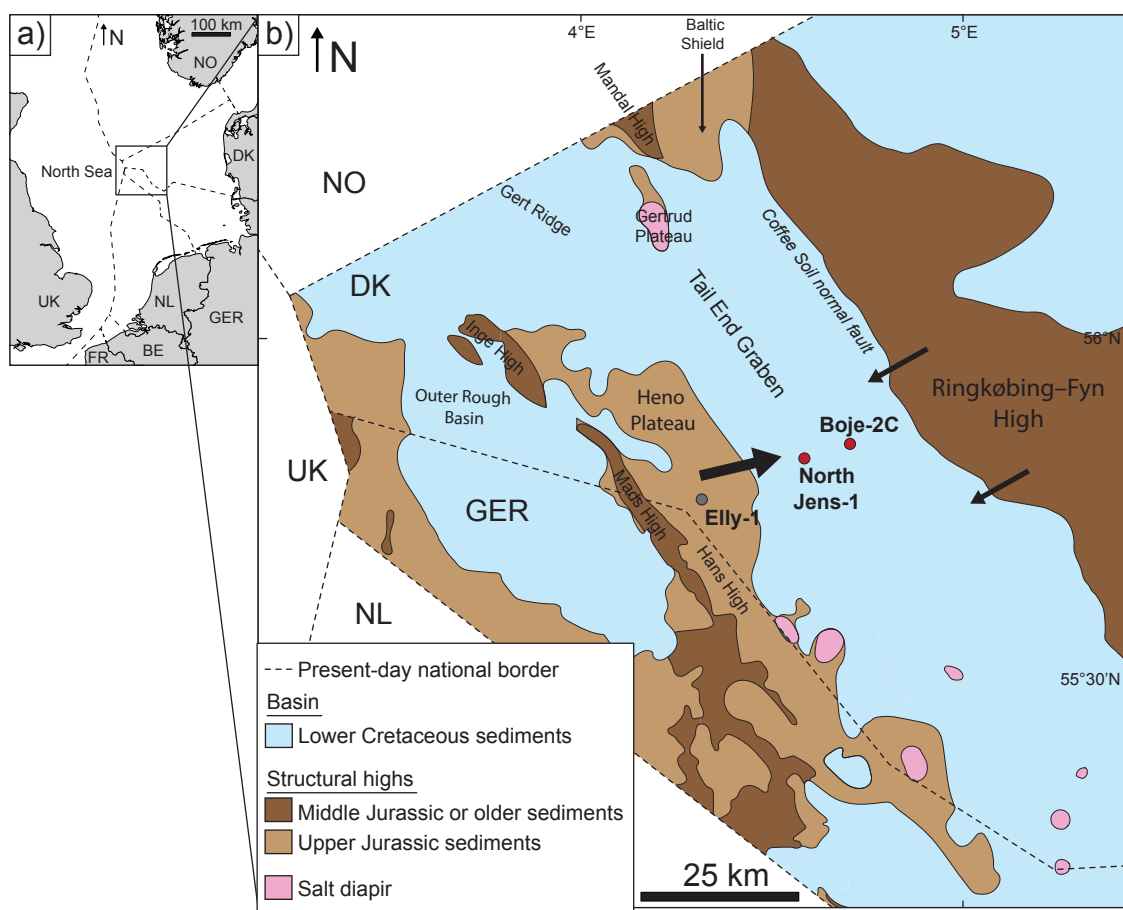 a)
N
100 km
NO
DK
North Sea
UK
NL
GER
BE
FR
b)
N
4°E
Baltic
Shield
5°E
Mandal High
NO
Gert Ridge
Gertrud
Plateau
Coffee Soil normal fault
DK
Tail End Graben
56°N
Inge High
Outer Rough
Basin
Heno
Plateau
Ringkøbing–Fyn
High
Boje-2C
UK
North
Jens-1
GER
Mads High
Elly-1
Hans High
NL
55°30'N
Present-day national border
Basin
Lower Cretaceous sediments
Structural highs
Middle Jurassic or older sediments
Upper Jurassic sediments
Salt diapir
25 km